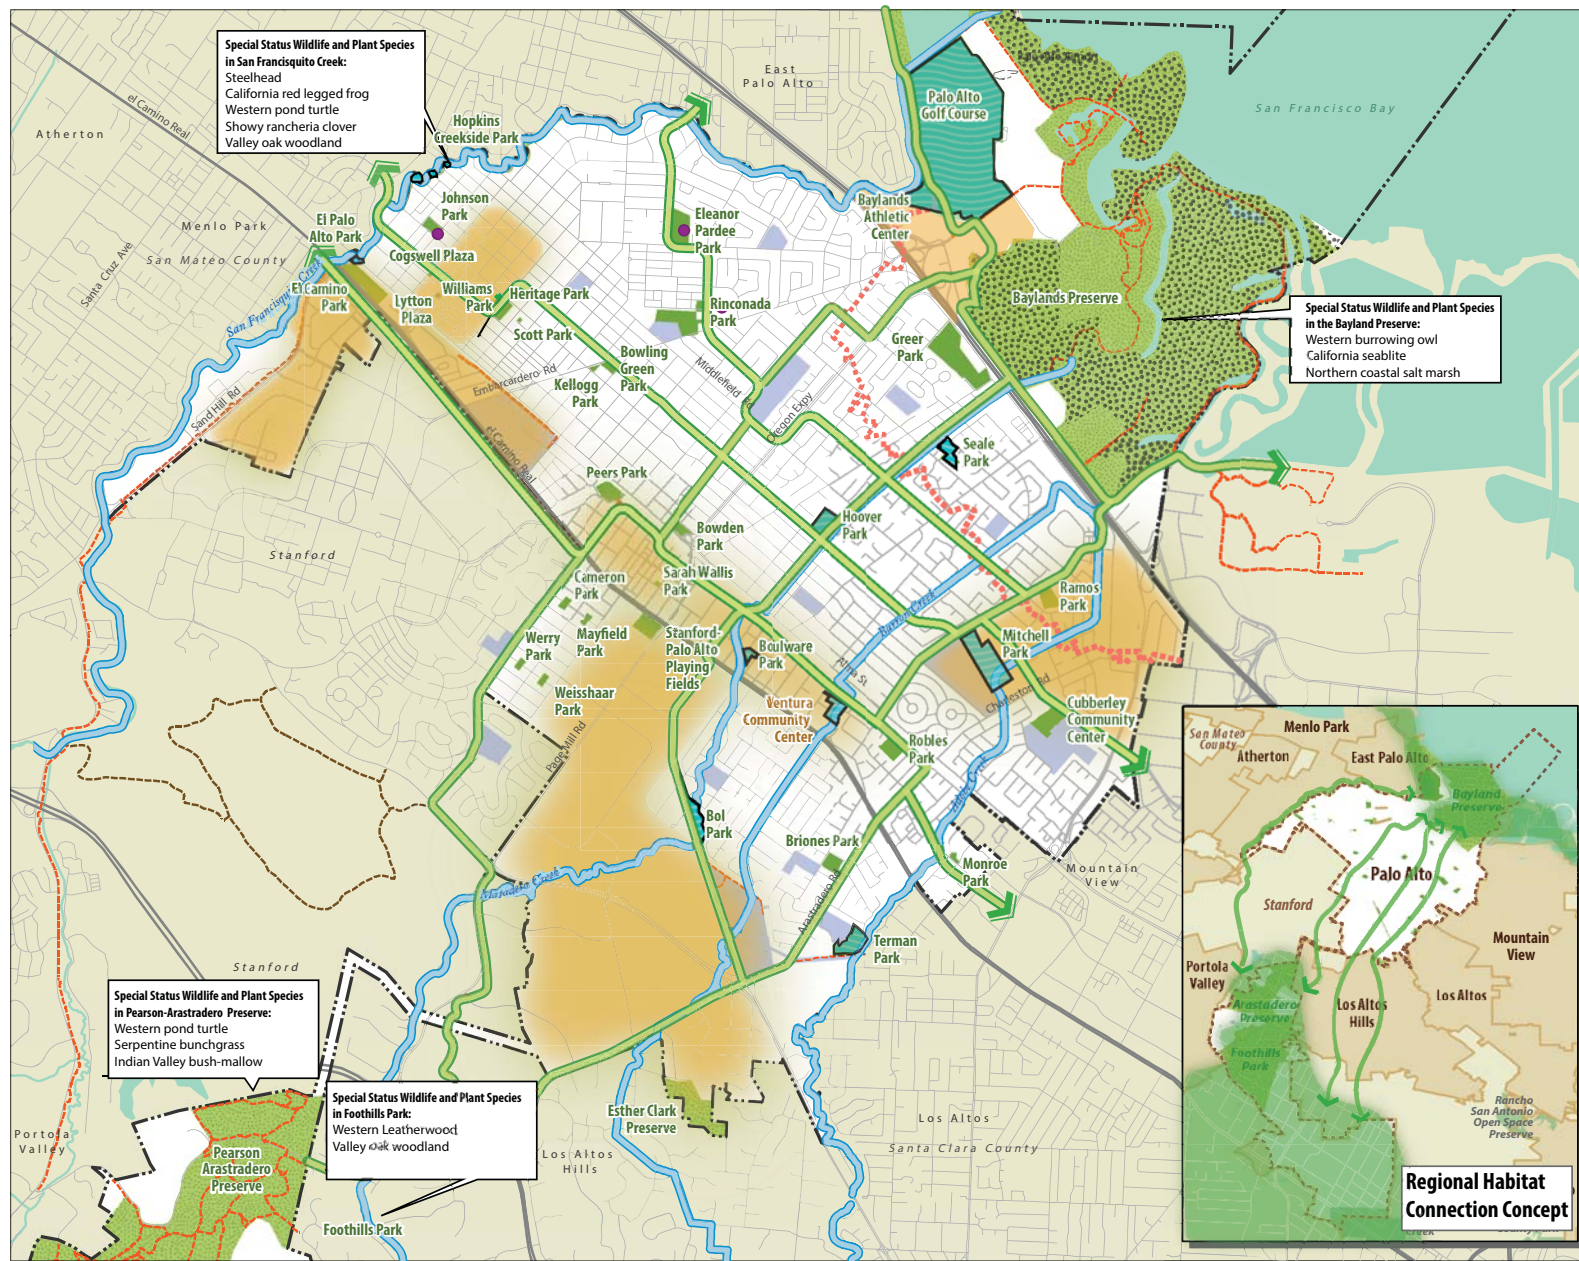 Special Status Wildlife and Plant Species
in San Francisquito Creek:
Steelhead
California red legged frog
Western pond turtle
Showy rancheria clover
Valley oak woodland
East
Palo Alto
Palo Alto
Golf Course
San Francisco Bay
el Camino Real
Atherton
Hopkins
Creekside Park
Johnson
Park
El Palo
Alto Park
Menlo Park
San Mateo County
Santa Cruz Ave
Cogswell Plaza
Eleanor
Pardee
Park
Baylands
Athletic
Center
El Camino
Park
San Francisquito Creek
Lytton
Plaza
Williams
Park
Heritage Park
Scott Park
Rinconada
Park
Baylands Preserve
Greer
Park
Special Status Wildlife and Plant Species
in the Bayland Preserve:
Western burrowing owl
California seablite
Northern coastal salt marsh
Bowling
Green
Park
Kellogg
Park
Embarcadero Rd
Middlefield Rd
Oregon Expy
Sand Hill Rd
el Camino Real
Seale
Park
Peers Park
Hoover
Park
Bowden
Park
Stanford
Cameron
Park
Sarah Wallis
Park
Ramos
Park
Barron Creek
Werry
Park
Mayfield
Park
Stanford-
Palo Alto
Playing
Fields
Boulware
Park
Alma St
Mitchell
Park
Weisshaar
Park
Ventura
Community
Center
Charleston Rd
Cubberley
Community
Center
Page Mill Rd
Robles
Park
Adobe Creek
Bol
Park
Briones Park
Monroe
Park
Mountain
View
Matadero Creek
Arastradero Rd
Terman
Park
Stanford
Special Status Wildlife and Plant Species
in Pearson-Arastradero Preserve:
Western pond turtle
Serpentine bunchgrass
Indian Valley bush-mallow
Special Status Wildlife and Plant Species
in Foothills Park:
Western Leatherwood
Valley oak woodland
Esther Clark
Preserve
Los Altos
Santa Clara County
Los Altos
Hills
Portola
Valley
Pearson
Arastradero
Preserve
Foothills Park
Menlo Park
San Mateo
County
Atherton
East Palo Alto
Bayland
Preserve
Palo Alto
Stanford
Mountain
View
Portola
Valley
Arastadero
Preserve
Los Altos
Hills
Los Altos
Foothills
Park
Rancho
San Antonio
Open Space
Preserve
Regional Habitat
Connection Concept
Creek